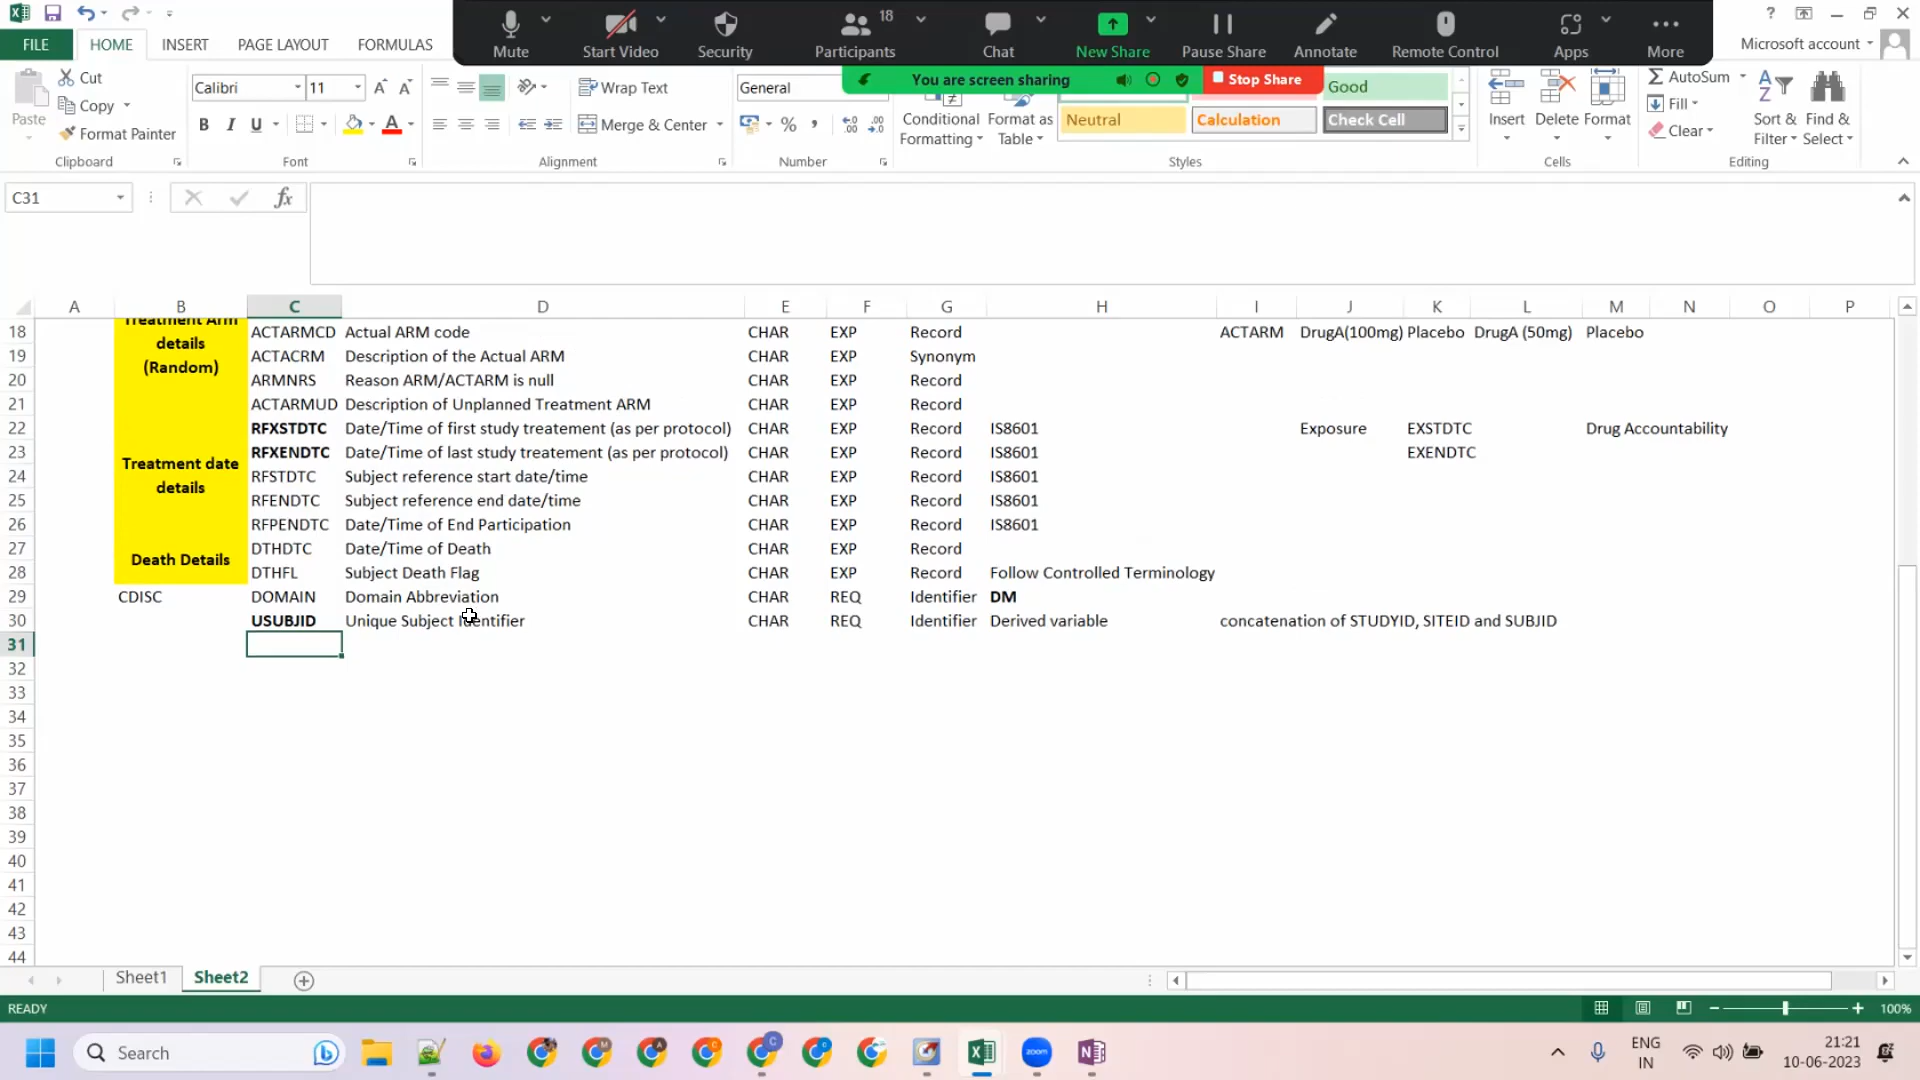 18
Mute
Start Video
Security
Participants
Chat
New Share
Pause Share
Annotate
Remote Control
Apps
More
You are screen sharing
Stop Share
Microsoft account
FILE HOME INSERT PAGE LAYOUT FORMULAS
Cut
Copy
Format Painter
Paste
Clipboard
Calibri 11
B I U
Font
Wrap Text
Merge & Center
Alignment
General
Number
Conditional Formatting
Format as Table
Good
Neutral
Calculation
Check Cell
Styles
Insert
Delete
Format
Cells
AutoSum
Fill
Clear
Sort & Filter
Find & Select
Editing
C31
fx
A B C D E F G H I J K L M N O P
Treatment Arm details (Random)
18 ACTARMCD Actual ARM code CHAR EXP Record ACTARM DrugA(100mg) Placebo DrugA (50mg) Placebo
19 ACTACRM Description of the Actual ARM CHAR EXP Synonym
20 ARMNRS Reason ARM/ACTARM is null CHAR EXP Record
21 ACTARMUD Description of Unplanned Treatment ARM CHAR EXP Record
Treatment date details
22 RFXSTDTC Date/Time of first study treatement (as per protocol) CHAR EXP Record IS8601 Exposure EXSTDTC Drug Accountability
23 RFXENDTC Date/Time of last study treatement (as per protocol) CHAR EXP Record IS8601 EXENDTC
24 RFSTDTC Subject reference start date/time CHAR EXP Record IS8601
25 RFENDTC Subject reference end date/time CHAR EXP Record IS8601
26 RFPENDTC Date/Time of End Participation CHAR EXP Record IS8601
Death Details
27 DTHDTC Date/Time of Death CHAR EXP Record
28 DTHFL Subject Death Flag CHAR EXP Record Follow Controlled Terminology
29 CDISC DOMAIN Domain Abbreviation CHAR REQ Identifier DM
30 USUBJID Unique Subject Identifier CHAR REQ Identifier Derived variable concatenation of STUDYID, SITEID and SUBJID
31
32
33
34
35
36
37
38
39
40
41
42
43
44
Sheet1 Sheet2
READY
100%
Search
zoom
ENG
IN
21:21
10-06-2023